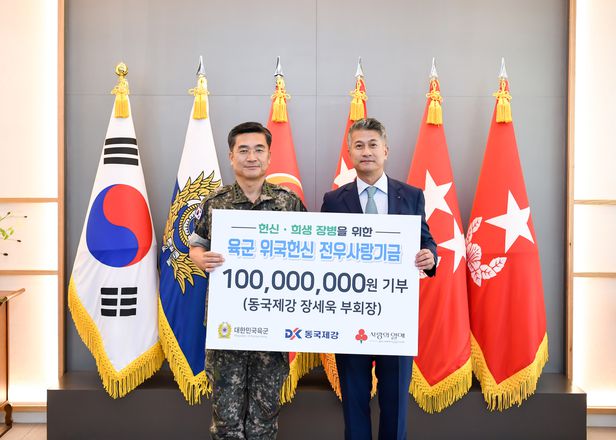 헌신·희생 장병을 위한
육군 위국헌신 전우사랑기금
100,000,000원 기부
(동국제강 장세욱 부회장)
대한민국육군 DK 동국제강 사랑의열매